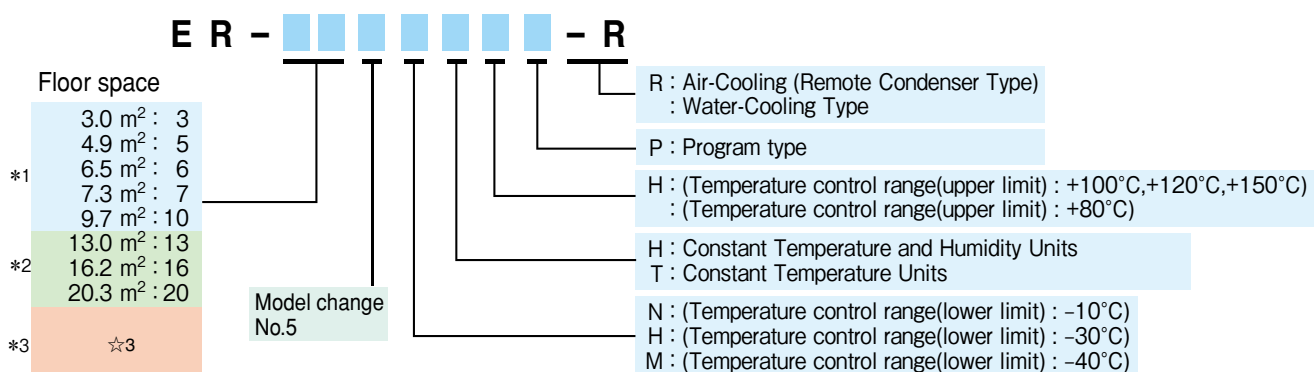 E R – – R
Floor space
*1
3.0 m² : 3
4.9 m² : 5
6.5 m² : 6
7.3 m² : 7
9.7 m² : 10
*2
13.0 m² : 13
16.2 m² : 16
20.3 m² : 20
*3
☆3
Model change
No.5
R : Air-Cooling (Remote Condenser Type)
: Water-Cooling Type
P : Program type
H : (Temperature control range(upper limit) : +100°C,+120°C,+150°C)
: (Temperature control range(upper limit) : +80°C)
H : Constant Temperature and Humidity Units
T : Constant Temperature Units
N : (Temperature control range(lower limit) : –10°C)
H : (Temperature control range(lower limit) : –30°C)
M : (Temperature control range(lower limit) : –40°C)